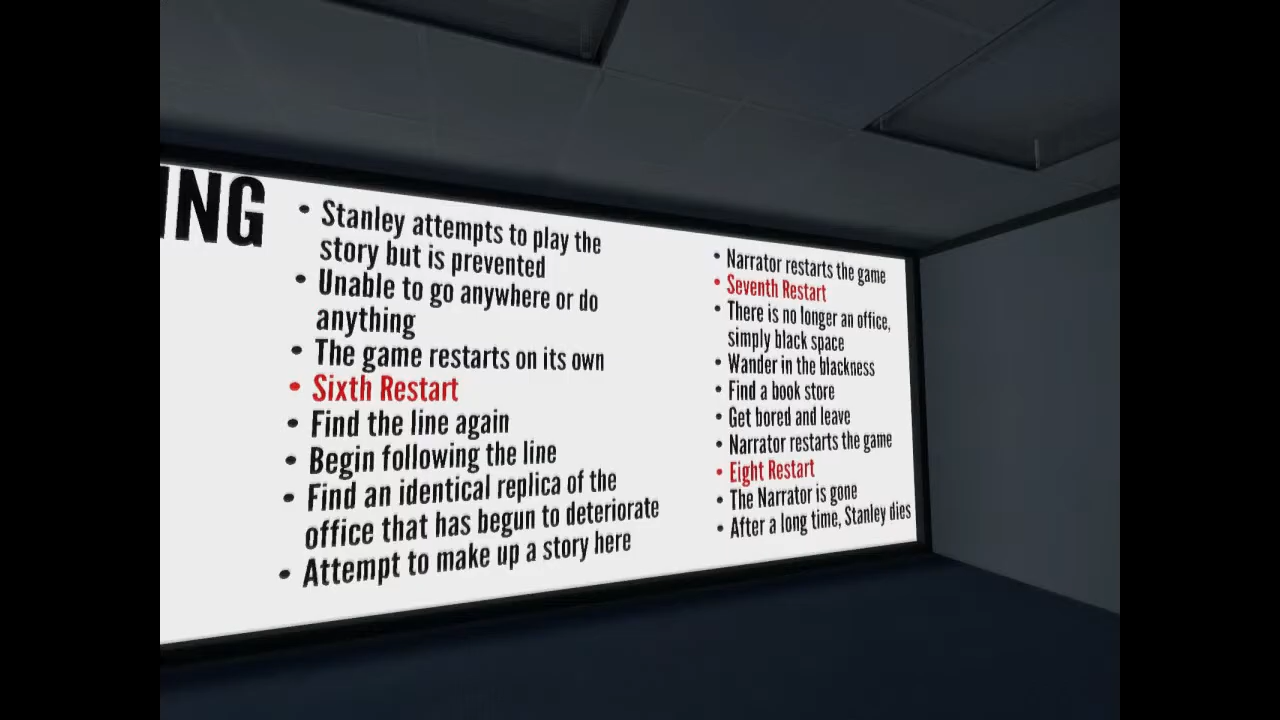 ING
• Stanley attempts to play the
story but is prevented
• Unable to go anywhere or do
anything
• The game restarts on its own
• Sixth Restart
• Find the line again
• Begin following the line
• Find an identical replica of the
office that has begun to deteriorate
• Attempt to make up a story here
• Narrator restarts the game
• Seventh Restart
• There is no longer an office,
simply black space
• Wander in the blackness
• Find a book store
• Get bored and leave
• Narrator restarts the game
• Eight Restart
• The Narrator is gone
• After a long time, Stanley dies